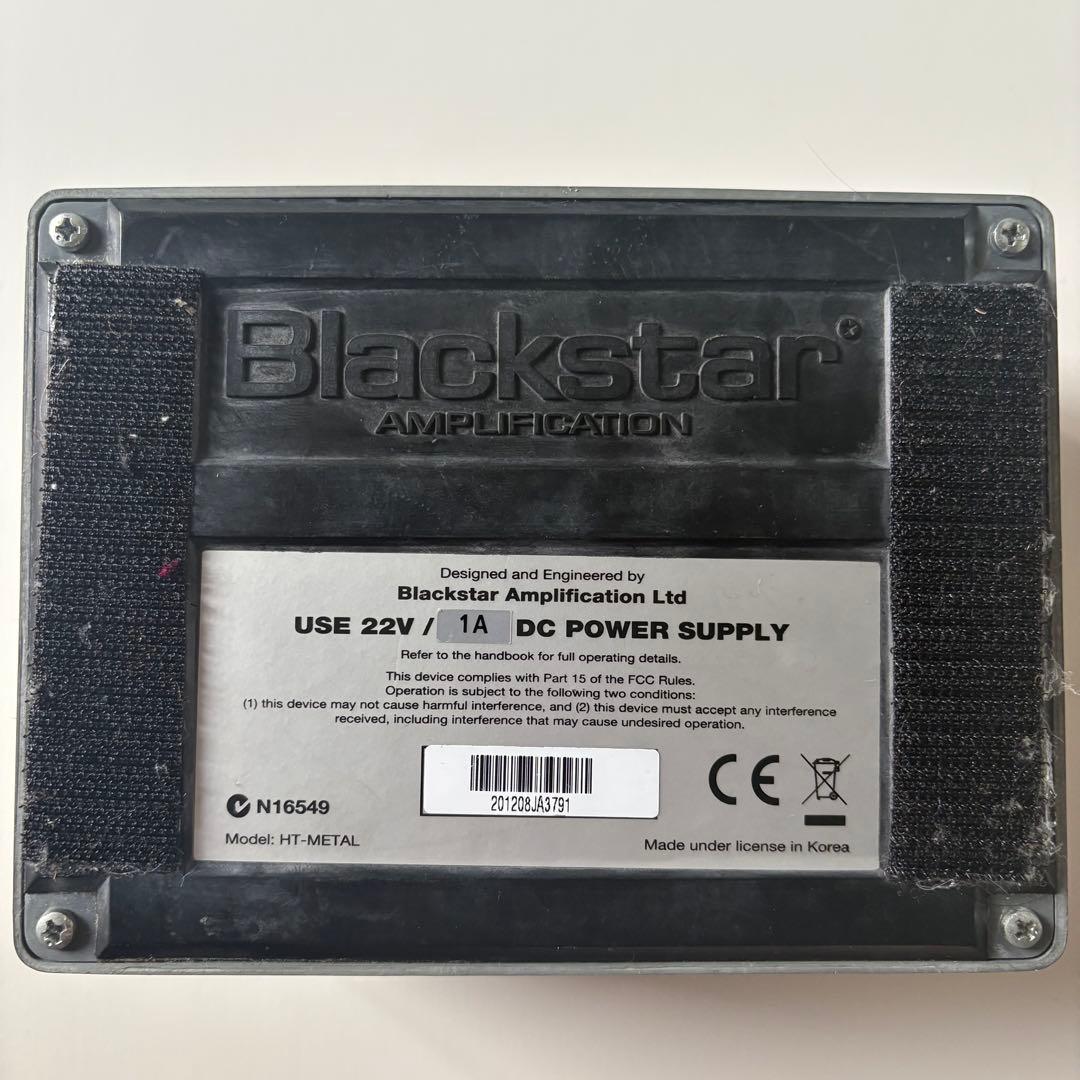 Blackstar
AMPLIFICATION
Designed and Engineered by
Blackstar Amplification Ltd
USE 22V / 1A DC POWER SUPPLY
Refer to the handbook for full operating details.
This device complies with Part 15 of the FCC Rules.
Operation is subject to the following two conditions:
(1) this device may not cause harmful interference, and (2) this device must accept any interference
received, including interference that may cause undesired operation.
201208JA3791
CE
N16549
Model: HT-METAL
Made under license in Korea